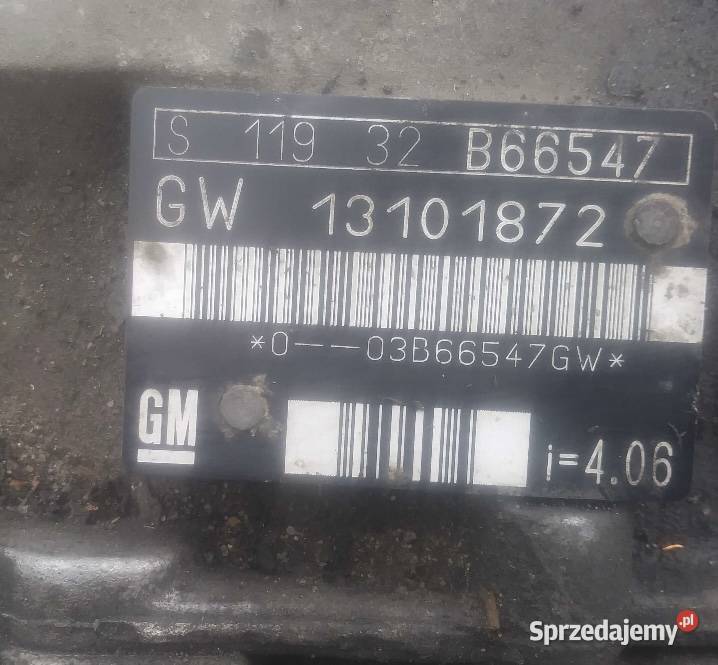 S 119 32 B66547
GW 13101872
*0---03B66547GW*
GM
i=4.06
Sprzedajemy.pl